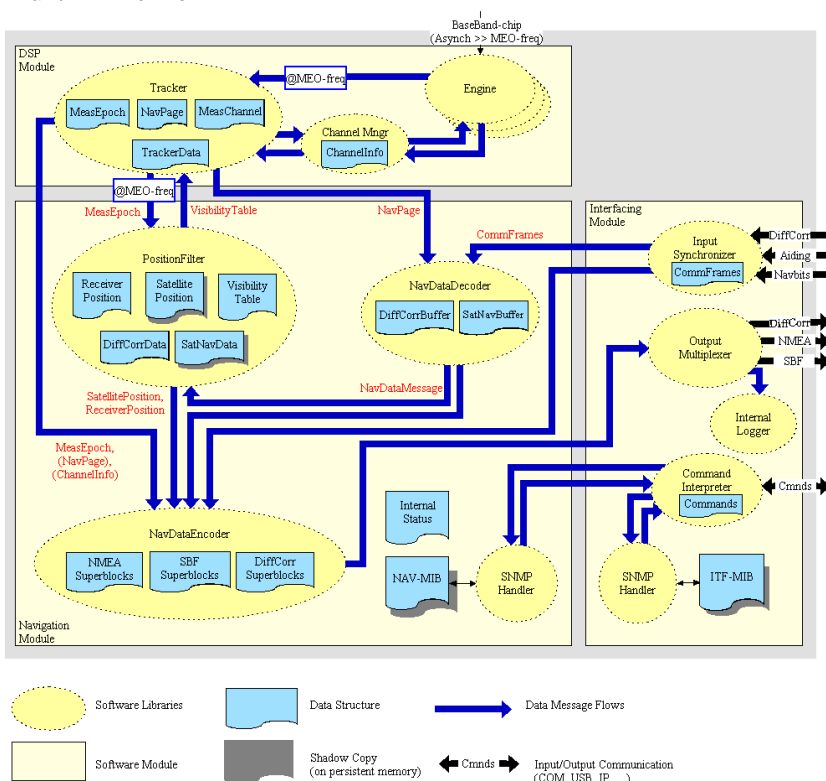 BaseBand-chip
(Asynch >> MEO-freq)
DSP
Module
Tracker
@MEO-freq
Engine
MeasEpoch
NavPage
MeasChannel
Channel Mngr
ChannelInfo
TrackerData
@MEO-freq
MeasEpoch
VisibilityTable
NavPage
CommFrames
Interfacing
Module
Input
Synchronizer
CommFrames
DiffCorr
Aiding
Navbits
PositionFilter
Receiver
Position
Satellite
Position
Visibility
Table
DiffCorrData
SatNavData
NavDataDecoder
DiffCorrBuffer
SatNavBuffer
Output
Multiplexer
DiffCorr
NMEA
SBF
SatellitePosition,
ReceiverPosition
NavDataMessage
Internal
Logger
MeasEpoch,
(NavPage),
(ChannelInfo)
Command
Interpreter
Commands
Cmnds
NavDataEncoder
NMEA
Superblocks
SBF
Superblocks
DiffCorr
Superblocks
Internal
Status
NAV-MIB
SNMP
Handler
SNMP
Handler
ITF-MIB
Navigation
Module
Software Libraries
Data Structure
Data Message Flows
Software Module
Shadow Copy
(on persistent memory)
Cmnds
Input/Output Communication
(COM, USB, IP, ...)